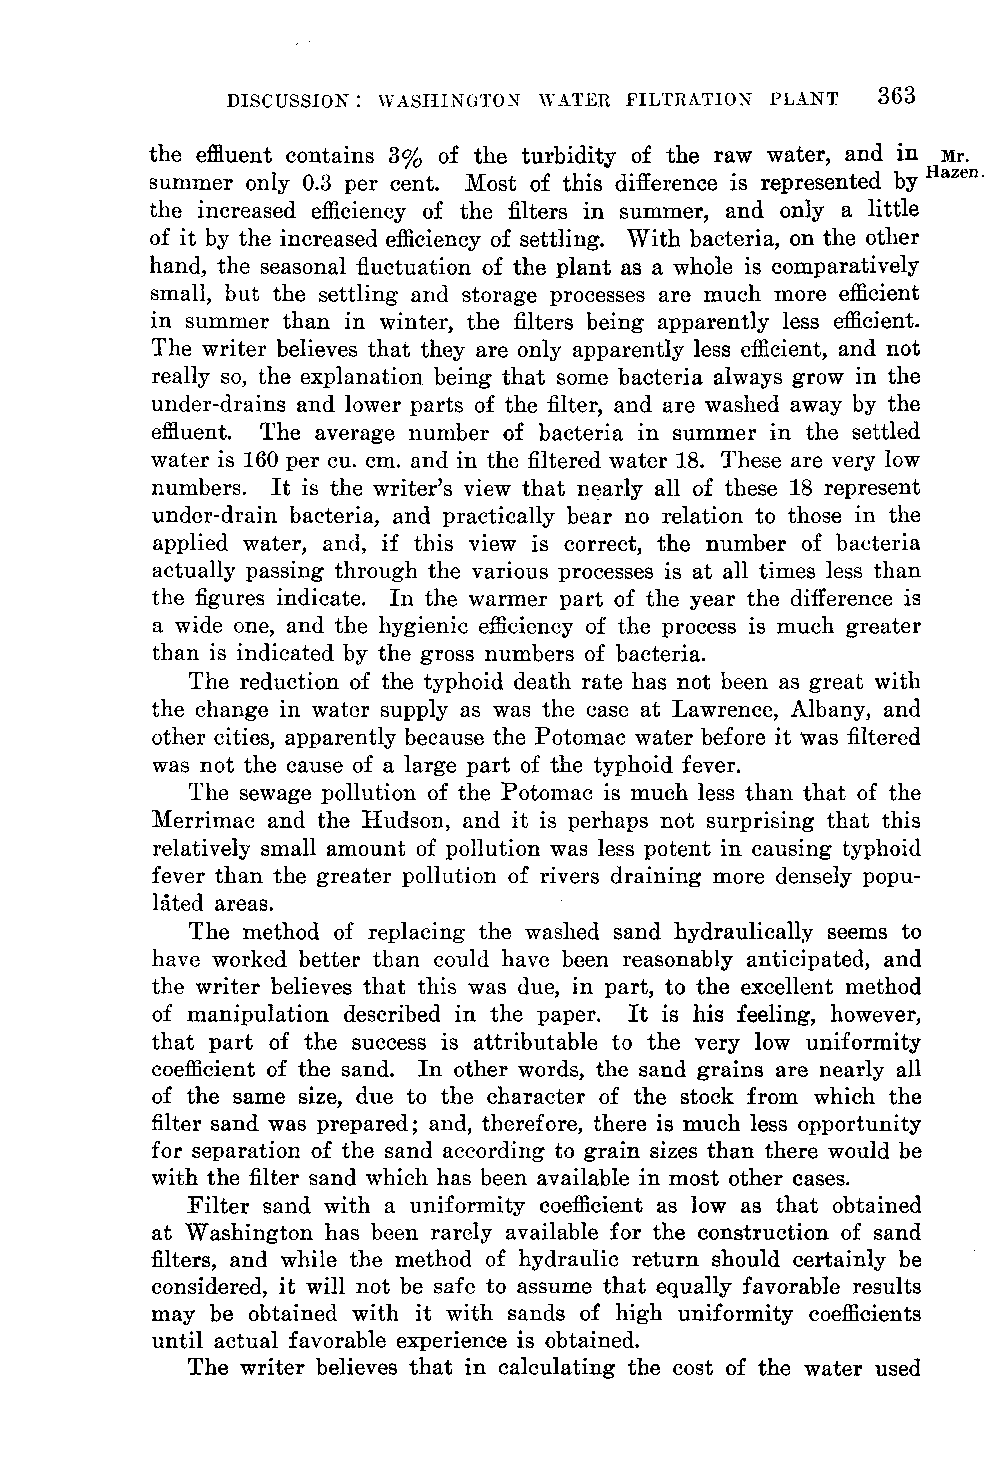 DISCUSSION: WASHINGTON WATER FILTRATION PLANT 363
the effluent contains 3% of the turbidity of the raw water, and in Mr.
summer only 0.3 per cent. Most of this difference is represented by Hazen.
the increased efficiency of the filters in summer, and only a little
of it by the increased efficiency of settling. With bacteria, on the other
hand, the seasonal fluctuation of the plant as a whole is comparatively
small, but the settling and storage processes are much more efficient
in summer than in winter, the filters being apparently less efficient.
The writer believes that they are only apparently less efficient, and not
really so, the explanation being that some bacteria always grow in the
under-drains and lower parts of the filter, and are washed away by the
effluent. The average number of bacteria in summer in the settled
water is 160 per cu. cm. and in the filtered water 18. These are very low
numbers. It is the writer's view that nearly all of these 18 represent
under-drain bacteria, and practically bear no relation to those in the
applied water, and, if this view is correct, the number of bacteria
actually passing through the various processes is at all times less than
the figures indicate. In the warmer part of the year the difference is
a wide one, and the hygienic efficiency of the process is much greater
than is indicated by the gross numbers of bacteria.
The reduction of the typhoid death rate has not been as great with
the change in water supply as was the case at Lawrence, Albany, and
other cities, apparently because the Potomac water before it was filtered
was not the cause of a large part of the typhoid fever.
The sewage pollution of the Potomac is much less than that of the
Merrimac and the Hudson, and it is perhaps not surprising that this
relatively small amount of pollution was less potent in causing typhoid
fever than the greater pollution of rivers draining more densely popu-
lated areas.
The method of replacing the washed sand hydraulically seems to
have worked better than could have been reasonably anticipated, and
the writer believes that this was due, in part, to the excellent method
of manipulation described in the paper. It is his feeling, however,
that part of the success is attributable to the very low uniformity
coefficient of the sand. In other words, the sand grains are nearly all
of the same size, due to the character of the stock from which the
filter sand was prepared; and, therefore, there is much less opportunity
for separation of the sand according to grain sizes than there would be
with the filter sand which has been available in most other cases.
Filter sand with a uniformity coefficient as low as that obtained
at Washington has been rarely available for the construction of sand
filters, and while the method of hydraulic return should certainly be
considered, it will not be safe to assume that equally favorable results
may be obtained with it with sands of high uniformity coefficients
until actual favorable experience is obtained.
The writer believes that in calculating the cost of the water used